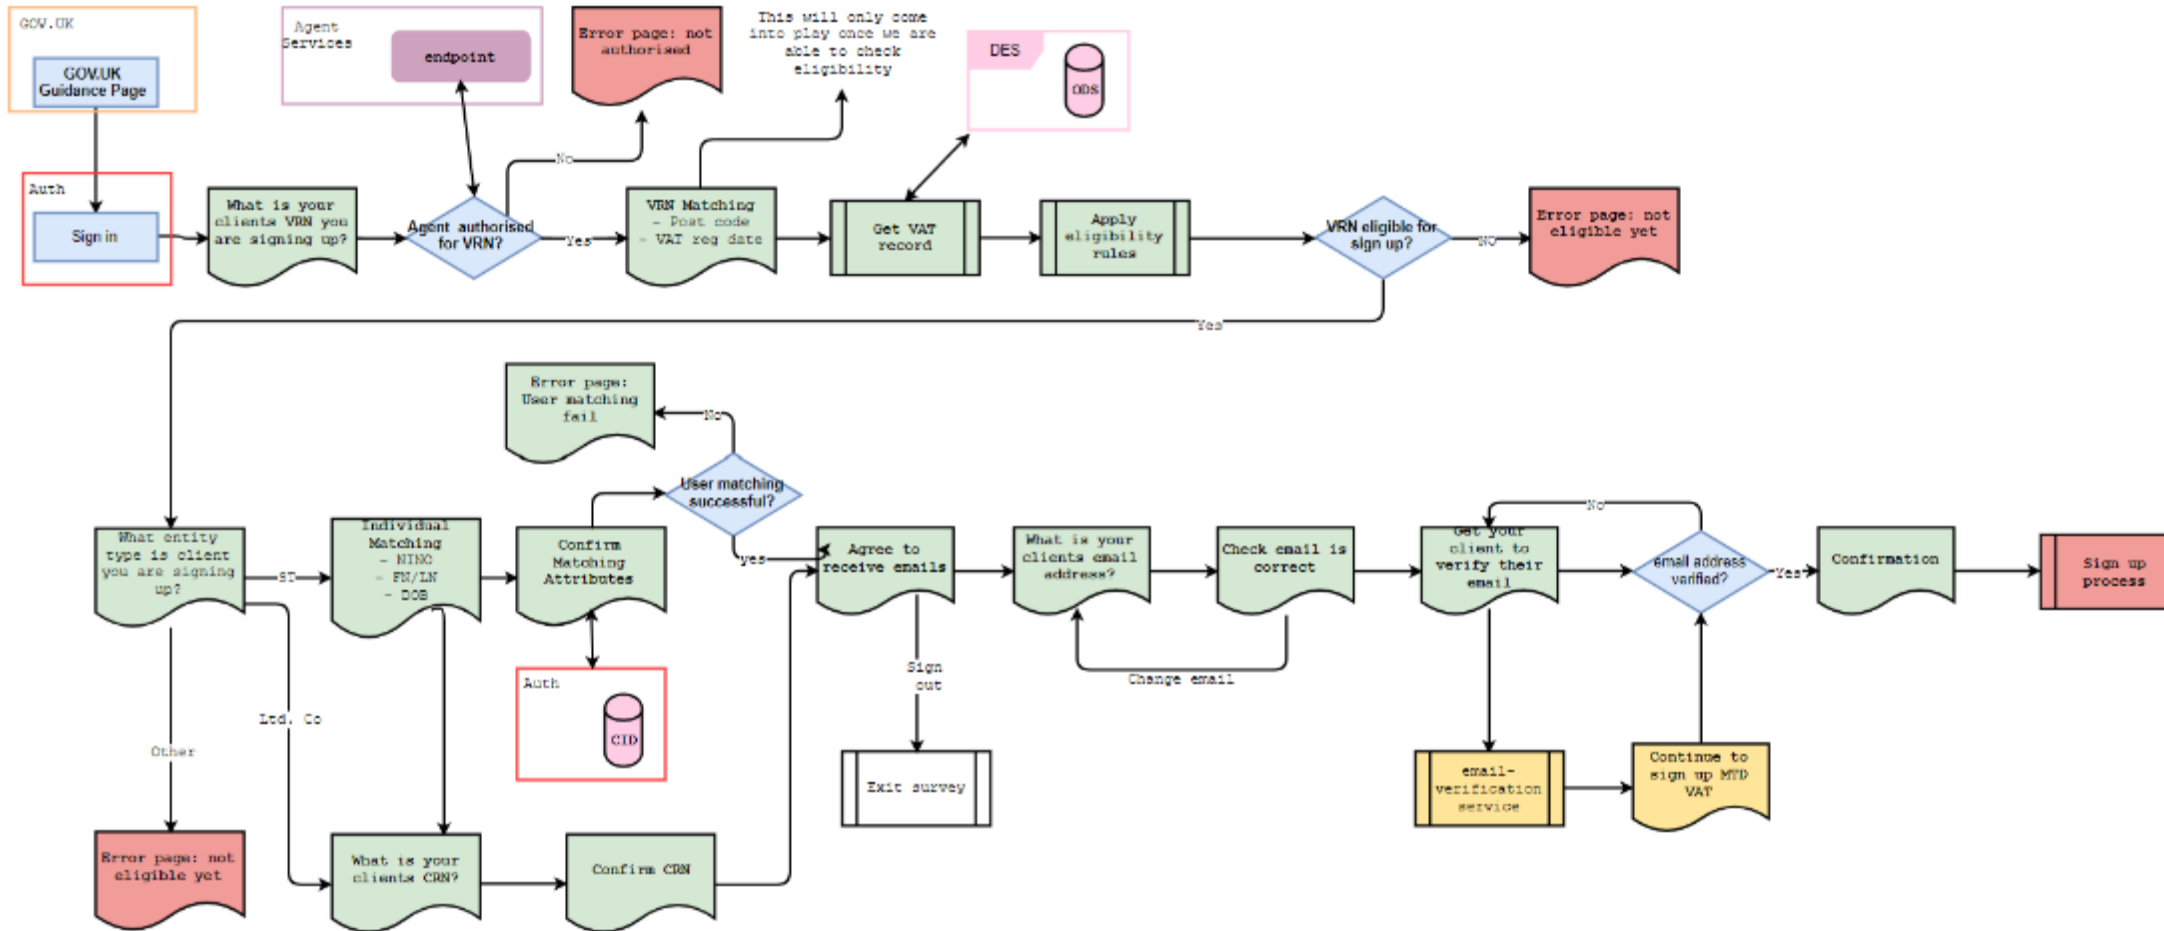 GOV.UK
GOV.UK
Guidance Page
Agent
Services
endpoint
Error page: not
authorised
This will only come
into play once we are
able to check
eligibility
DES
ODS
Auth
Sign in
What is your
clients VRN you
are signing up?
Agent authorised
for VRN?
No
Yes
VRN Matching
- Post code
- VAT reg date
Get VAT
record
Apply
eligibility
rules
VRN eligible for
sign up?
NO
Error page: not
eligible yet
Yes
Error page:
User matching
fail
No
User matching
successful?
yes
What entity
type is client
you are signing
up?
ST
Individual
Matching
- NINO
- FN/LN
- DOB
Confirm
Matching
Attributes
Agree to
receive emails
What is your
clients email
address?
Check email is
correct
Get your
client to
verify their
email
No
email address
verified?
Yes
Confirmation
Sign up
process
Auth
CID
Sign
out
Change email
Ltd. Co
Other
Exit survey
email-
verification
service
Continue to
sign up MTD
VAT
Error page: not
eligible yet
What is your
clients CRN?
Confirm CRN